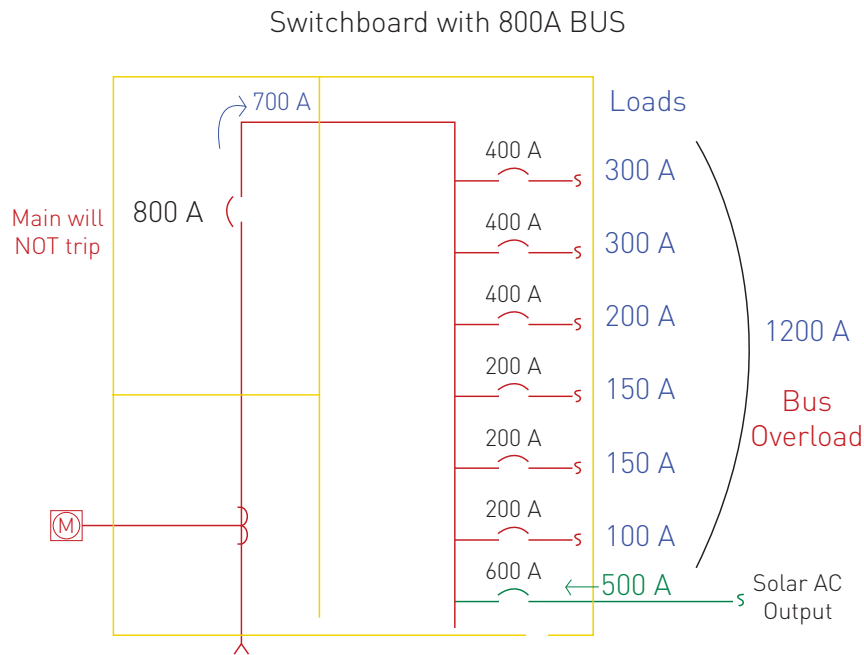 Switchboard with 800A BUS
700 A
Loads
400 A
300 A
800 A
Main will
NOT trip
400 A
300 A
400 A
200 A
1200 A
200 A
150 A
Bus
Overload
200 A
150 A
M
200 A
100 A
600 A
500 A
Solar AC
Output